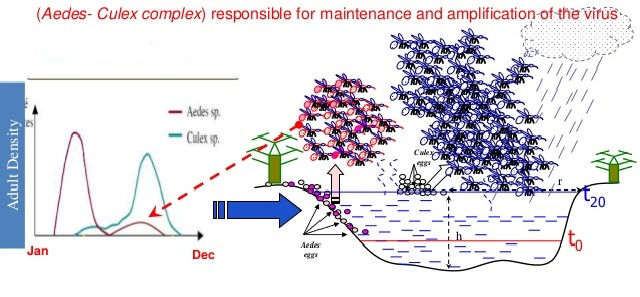 (Aedes- Culex complex) responsible for maintenance and amplification of the virus
Adult Density
Aedes sp.
Culex sp.
Jan
Dec
Culex
eggs
Aedes
eggs
r
h
t20
t0